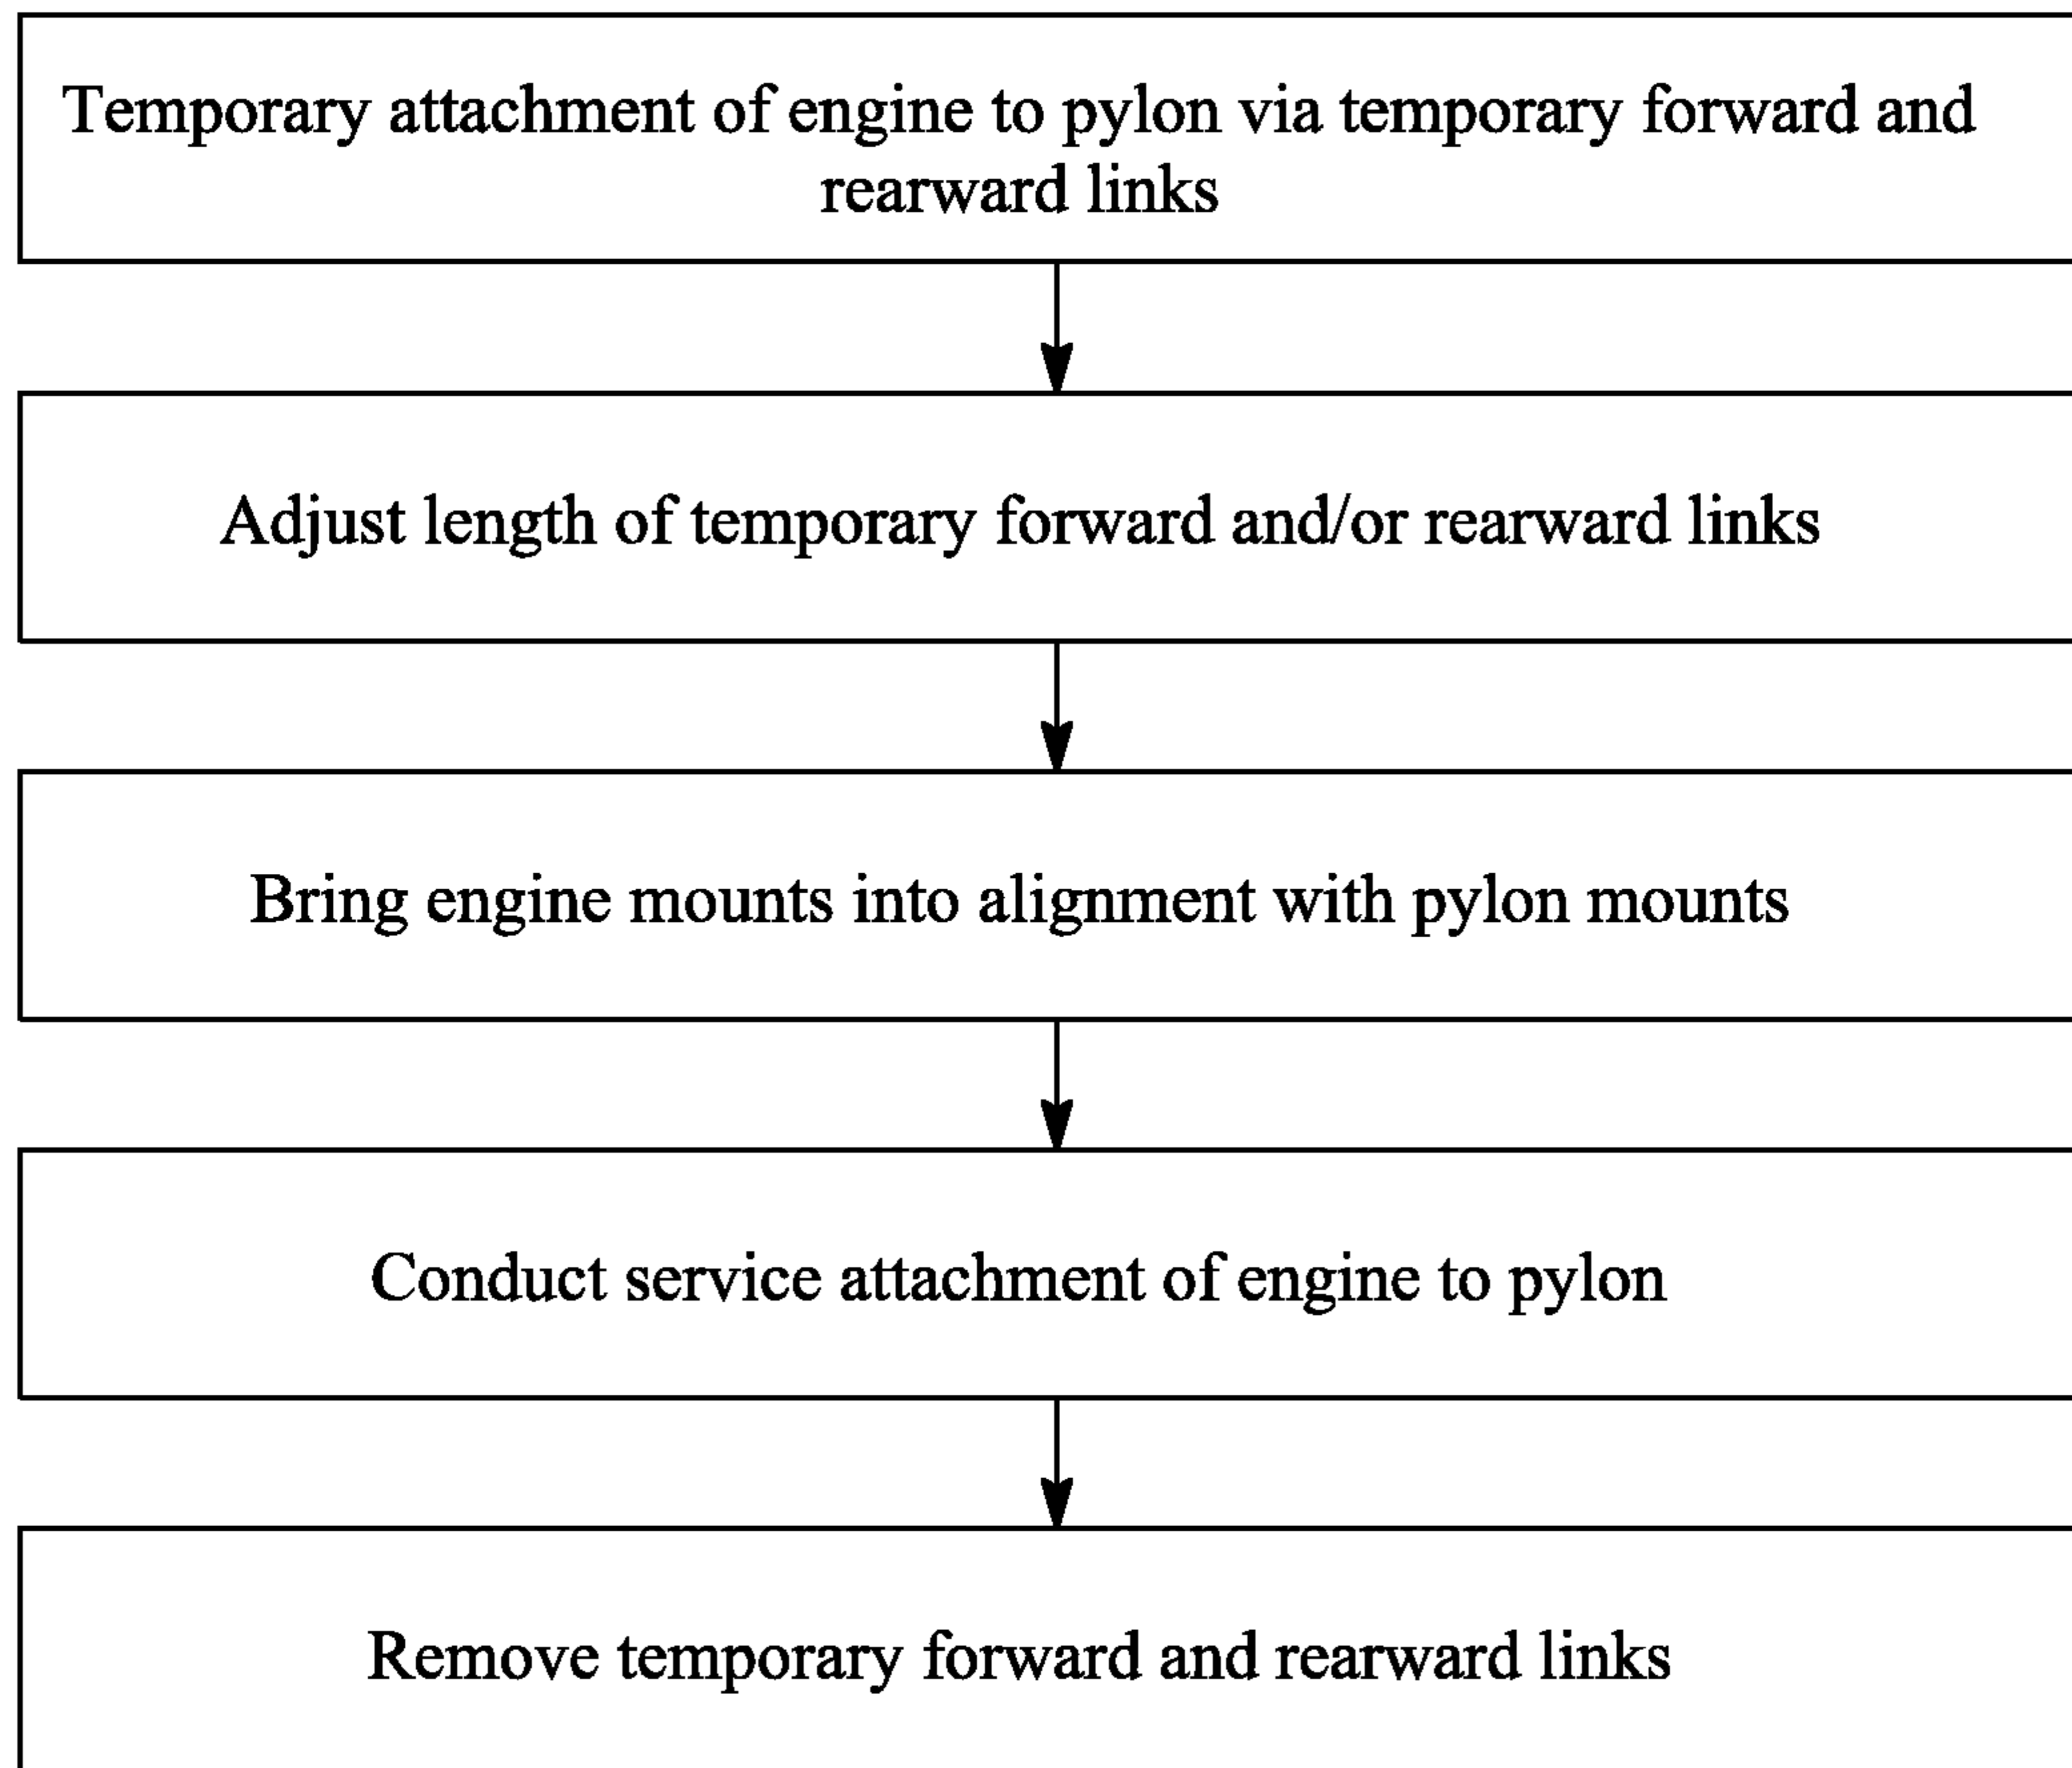 Temporary attachment of engine to pylon via temporary forward and
rearward links
Adjust length of temporary forward and/or rearward links
Bring engine mounts into alignment with pylon mounts
Conduct service attachment of engine to pylon
Remove temporary forward and rearward links